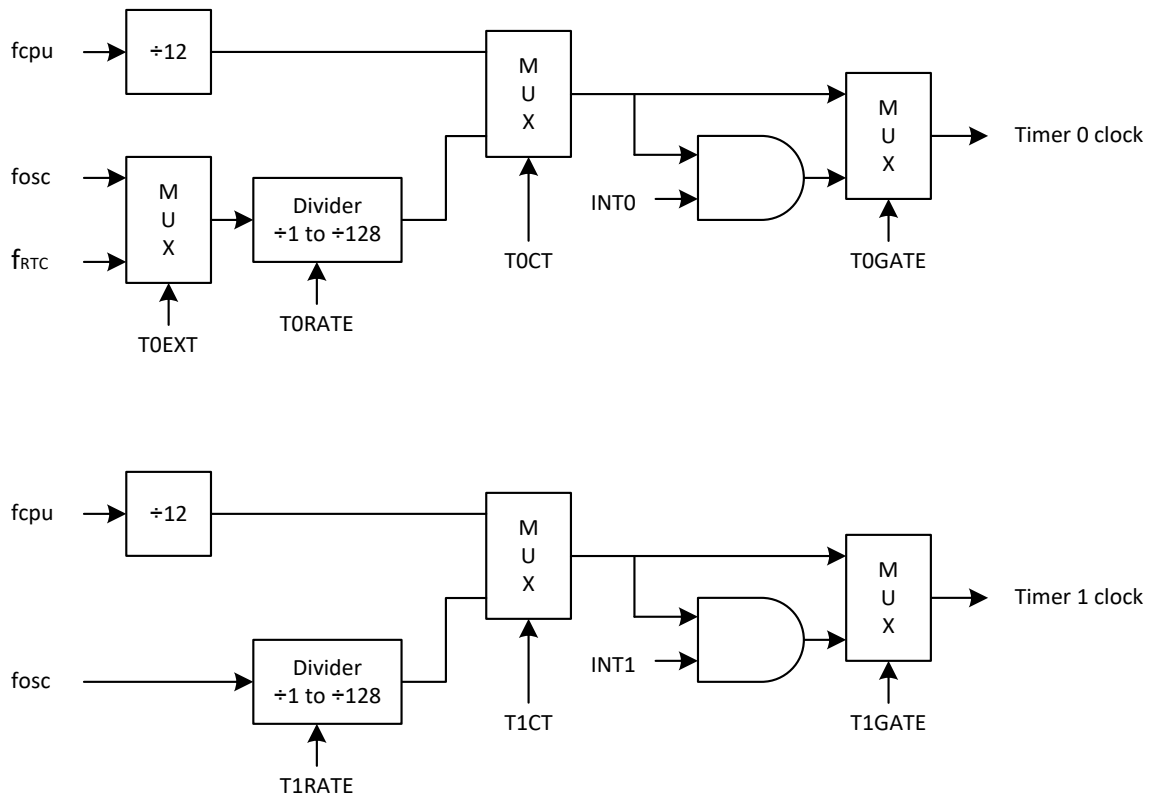 fcpu
÷12
M
U
X
M
U
X
Timer 0 clock
fosc
M
U
X
Divider
÷1 to ÷128
INT0
fRTC
T0CT
T0GATE
T0RATE
T0EXT
fcpu
÷12
M
U
X
M
U
X
Timer 1 clock
INT1
fosc
Divider
÷1 to ÷128
T1CT
T1GATE
T1RATE